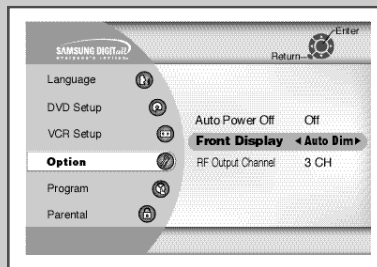 Enter
SAMSUNG DIGITall
everyone's invited
Return
Language
DVD Setup
VCR Setup
Option
Program
Parental
Auto Power Off Off
Front Display ◀ Auto Dim ▶
RF Output Channel 3 CH